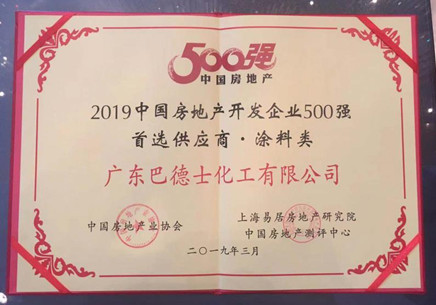 500强
中国房地产
2019中国房地产开发企业500强
首选供应商·涂料类
广东巴德士化工有限公司
中国房地产业协会
上海易居房地产研究院
中国房地产测评中心
二〇一九年三月